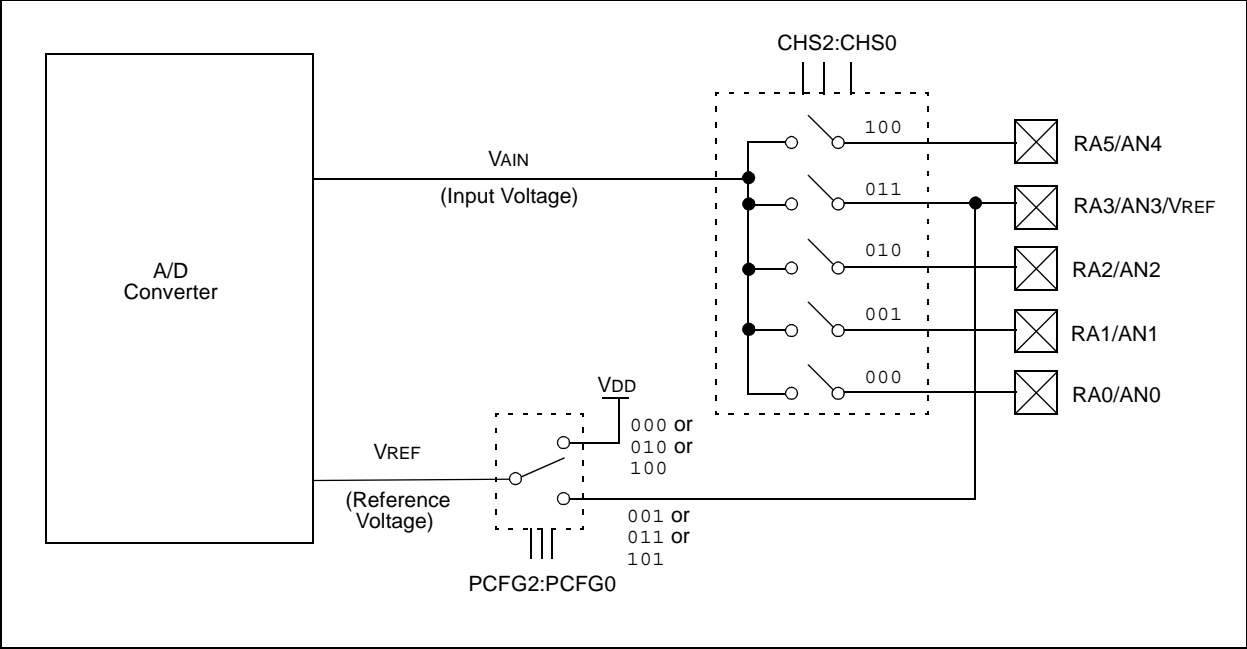 CHS2:CHS0
100
RA5/AN4
VAIN
(Input Voltage)
011
RA3/AN3/VREF
010
RA2/AN2
A/D
Converter
001
RA1/AN1
000
RA0/AN0
VDD
000 or
010 or
100
VREF
(Reference
Voltage)
001 or
011 or
101
PCFG2:PCFG0